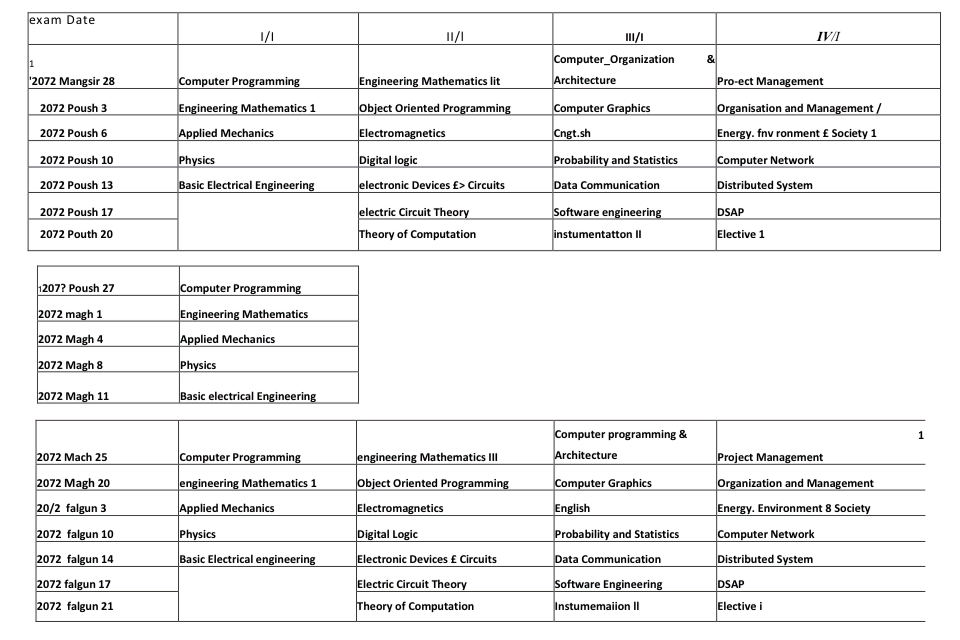 exam Date I/I II/I III/I IV/I
1
Computer_Organization &
'2072 Mangsir 28 Computer Programming Engineering Mathematics lit Architecture Pro-ect Management
2072 Poush 3 Engineering Mathematics 1 Object Oriented Programming Computer Graphics Organisation and Management /
2072 Poush 6 Applied Mechanics Electromagnetics Cngt.sh Energy. fnv ronment £ Society 1
2072 Poush 10 Physics Digital logic Probability and Statistics Computer Network
2072 Poush 13 Basic Electrical Engineering electronic Devices £> Circuits Data Communication Distributed System
2072 Poush 17 electric Circuit Theory Software engineering DSAP
2072 Pouth 20 Theory of Computation instumentatton II Elective 1
1207? Poush 27 Computer Programming
2072 magh 1 Engineering Mathematics
2072 Magh 4 Applied Mechanics
2072 Magh 8 Physics
2072 Magh 11 Basic electrical Engineering
Computer programming & 1
2072 Mach 25 Computer Programming engineering Mathematics III Architecture Project Management
2072 Magh 20 engineering Mathematics 1 Object Oriented Programming Computer Graphics Organization and Management
20/2 falgun 3 Applied Mechanics Electromagnetics English Energy. Environment 8 Society
2072 falgun 10 Physics Digital Logic Probability and Statistics Computer Network
2072 falgun 14 Basic Electrical engineering Electronic Devices £ Circuits Data Communication Distributed System
2072 falgun 17 Electric Circuit Theory Software Engineering DSAP
2072 falgun 21 Theory of Computation Instumemaiion ll Elective i